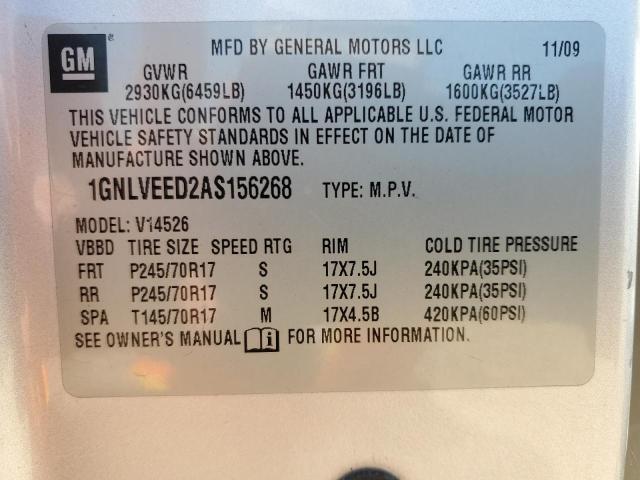 GM ® MFD BY GENERAL MOTORS LLC 11/09
GVWR GAWR FRT GAWR RR
2930KG(6459LB) 1450KG(3196LB) 1600KG(3527LB)
THIS VEHICLE CONFORMS TO ALL APPLICABLE U.S. FEDERAL MOTOR
VEHICLE SAFETY STANDARDS IN EFFECT ON THE DATE OF
MANUFACTURE SHOWN ABOVE.
1GNLVEED2AS156268 TYPE: M.P.V.
MODEL: V14526
VBBD TIRE SIZE SPEED RTG RIM COLD TIRE PRESSURE
FRT P245/70R17 S 17X7.5J 240KPA(35PSI)
RR P245/70R17 S 17X7.5J 240KPA(35PSI)
SPA T145/70R17 M 17X4.5B 420KPA(60PSI)
SEE OWNER'S MANUAL i FOR MORE INFORMATION.